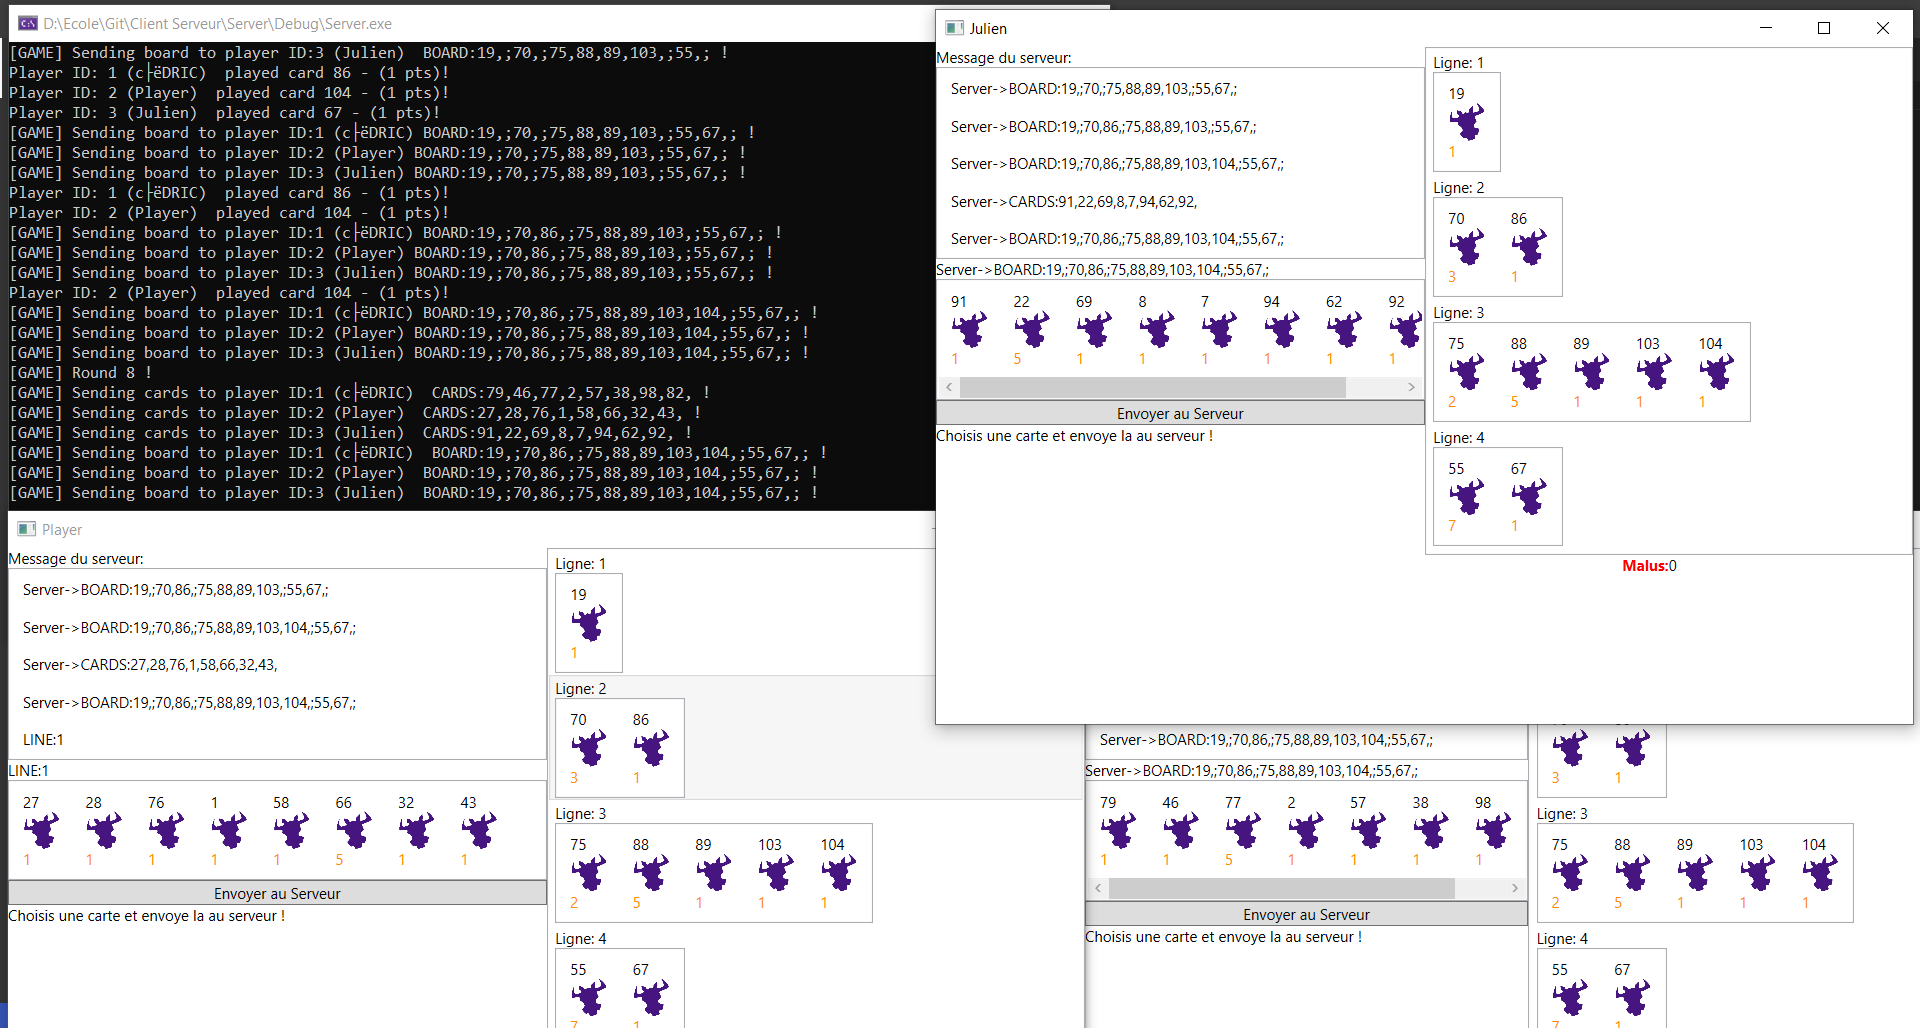 D:\Ecole\Git\Client Serveur\Server\Debug\Server.exe
[GAME] Sending board to player ID:3 (Julien)  BOARD:19,;70,;75,88,89,103,;55,; !
Player ID: 1 (c├ëDRIC)  played card 86 - (1 pts)!
Player ID: 2 (Player)  played card 104 - (1 pts)!
Player ID: 3 (Julien)  played card 67 - (1 pts)!
[GAME] Sending board to player ID:1 (c├ëDRIC) BOARD:19,;70,;75,88,89,103,;55,67,; !
[GAME] Sending board to player ID:2 (Player) BOARD:19,;70,;75,88,89,103,;55,67,; !
[GAME] Sending board to player ID:3 (Julien) BOARD:19,;70,;75,88,89,103,;55,67,; !
Player ID: 1 (c├ëDRIC)  played card 86 - (1 pts)!
Player ID: 2 (Player)  played card 104 - (1 pts)!
[GAME] Sending board to player ID:1 (c├ëDRIC) BOARD:19,;70,86,;75,88,89,103,;55,67,; !
[GAME] Sending board to player ID:2 (Player) BOARD:19,;70,86,;75,88,89,103,;55,67,; !
[GAME] Sending board to player ID:3 (Julien) BOARD:19,;70,86,;75,88,89,103,;55,67,; !
Player ID: 2 (Player)  played card 104 - (1 pts)!
[GAME] Sending board to player ID:1 (c├ëDRIC) BOARD:19,;70,86,;75,88,89,103,104,;55,67,; !
[GAME] Sending board to player ID:2 (Player) BOARD:19,;70,86,;75,88,89,103,104,;55,67,; !
[GAME] Sending board to player ID:3 (Julien) BOARD:19,;70,86,;75,88,89,103,104,;55,67,; !
[GAME] Round 8 !
[GAME] Sending cards to player ID:1 (c├ëDRIC)  CARDS:79,46,77,2,57,38,98,82, !
[GAME] Sending cards to player ID:2 (Player)  CARDS:27,28,76,1,58,66,32,43, !
[GAME] Sending cards to player ID:3 (Julien)  CARDS:91,22,69,8,7,94,62,92, !
[GAME] Sending board to player ID:1 (c├ëDRIC)  BOARD:19,;70,86,;75,88,89,103,104,;55,67,; !
[GAME] Sending board to player ID:2 (Player)  BOARD:19,;70,86,;75,88,89,103,104,;55,67,; !
[GAME] Sending board to player ID:3 (Julien)  BOARD:19,;70,86,;75,88,89,103,104,;55,67,; !
Julien
Message du serveur:
Server->BOARD:19,;70,;75,88,89,103,;55,67,;
Server->BOARD:19,;70,86,;75,88,89,103,;55,67,;
Server->BOARD:19,;70,86,;75,88,89,103,104,;55,67,;
Server->CARDS:91,22,69,8,7,94,62,92,
Server->BOARD:19,;70,86,;75,88,89,103,104,;55,67,;
Server->BOARD:19,;70,86,;75,88,89,103,104,;55,67,;
91 22 69 8 7 94 62 92
1 5 1 1 1 1 1 1
Envoyer au Serveur
Choisis une carte et envoye la au serveur !
Ligne: 1
19
1
Ligne: 2
70 86
3 1
Ligne: 3
75 88 89 103 104
2 5 1 1 1
Ligne: 4
55 67
7 1
Malus:0
Player
Message du serveur:
Server->BOARD:19,;70,86,;75,88,89,103,;55,67,;
Server->BOARD:19,;70,86,;75,88,89,103,104,;55,67,;
Server->CARDS:27,28,76,1,58,66,32,43,
Server->BOARD:19,;70,86,;75,88,89,103,104,;55,67,;
LINE:1
LINE:1
27 28 76 1 58 66 32 43
1 1 1 1 1 5 1 1
Envoyer au Serveur
Choisis une carte et envoye la au serveur !
Ligne: 1
19
1
Ligne: 2
70 86
3 1
Ligne: 3
75 88 89 103 104
2 5 1 1 1
Ligne: 4
55 67
7 1
Server->BOARD:19,;70,86,;75,88,89,103,104,;55,67,;
Server->BOARD:19,;70,86,;75,88,89,103,104,;55,67,;
79 46 77 2 57 38 98
1 1 5 1 1 1 1
Envoyer au Serveur
Choisis une carte et envoye la au serveur !
3 1
Ligne: 3
75 88 89 103 104
2 5 1 1 1
Ligne: 4
55 67
7 1